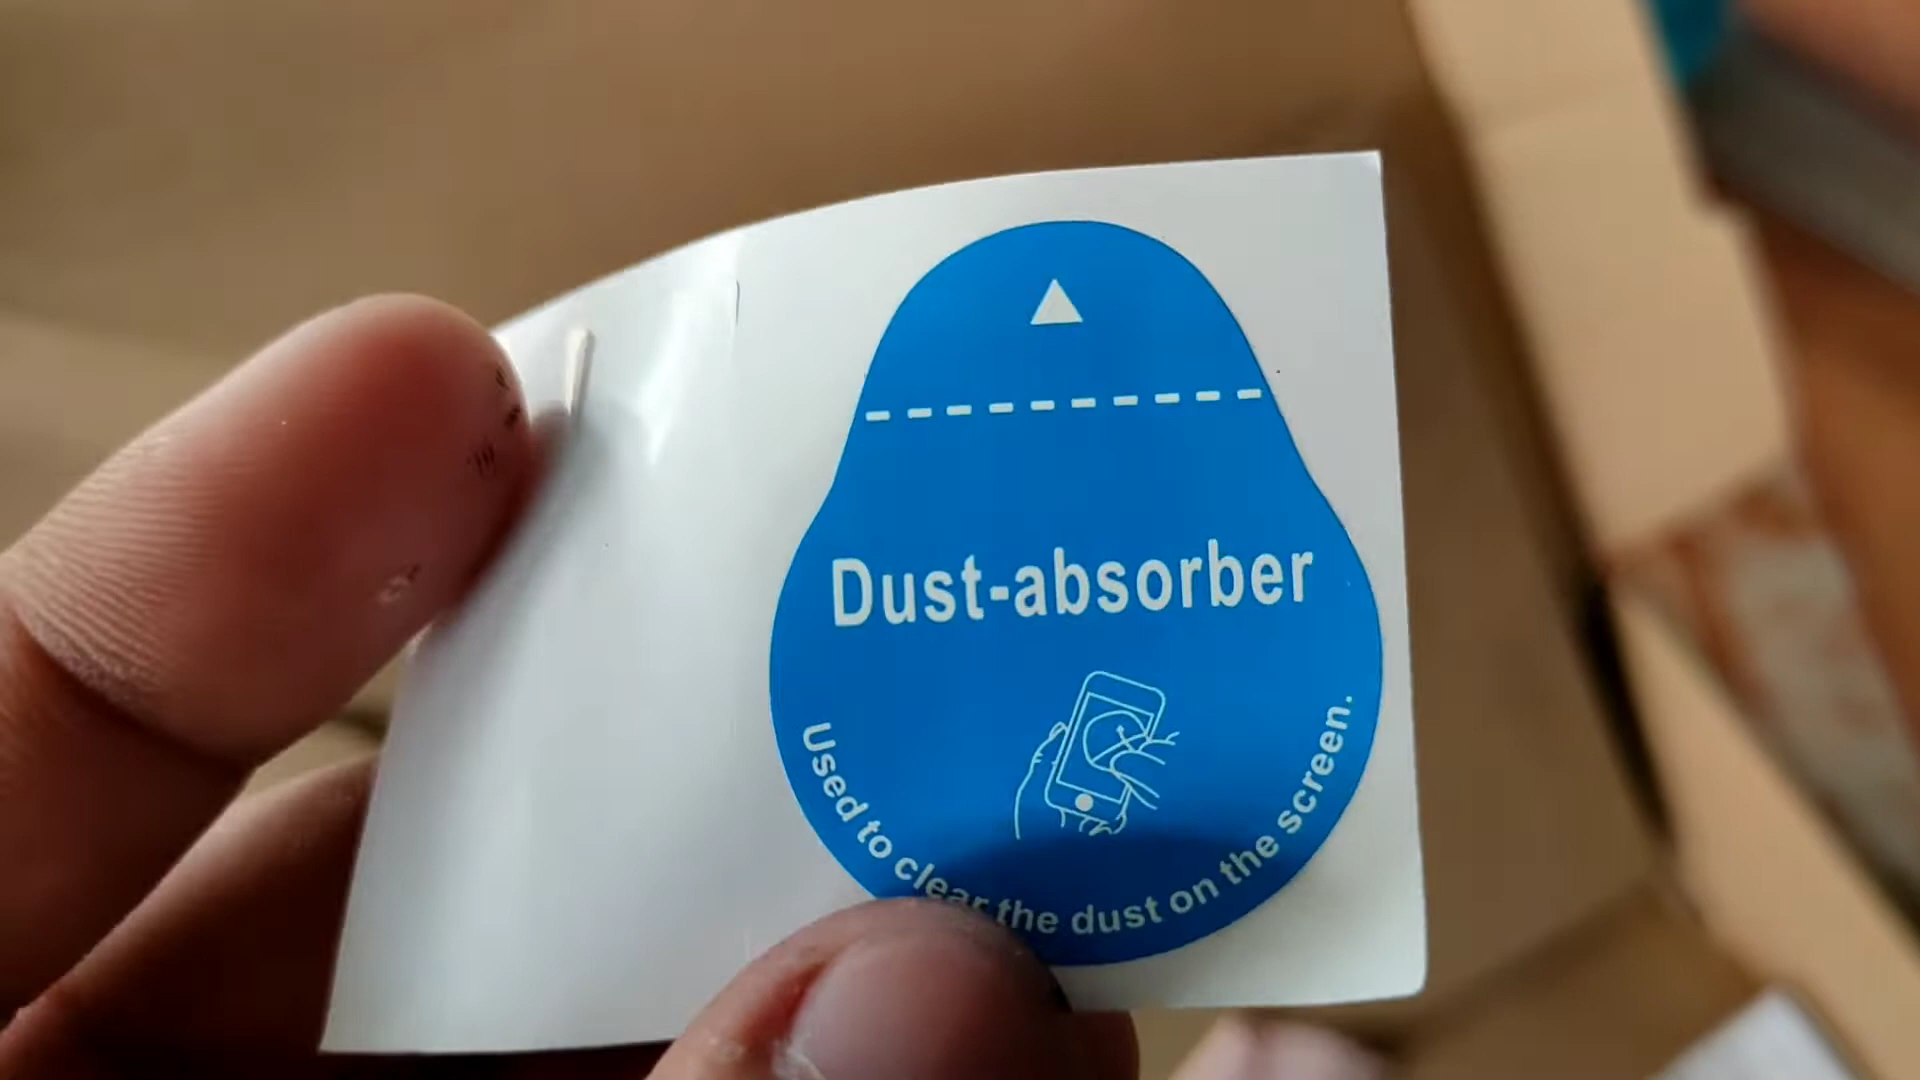 Dust-absorber
Used to clear the dust on the screen.